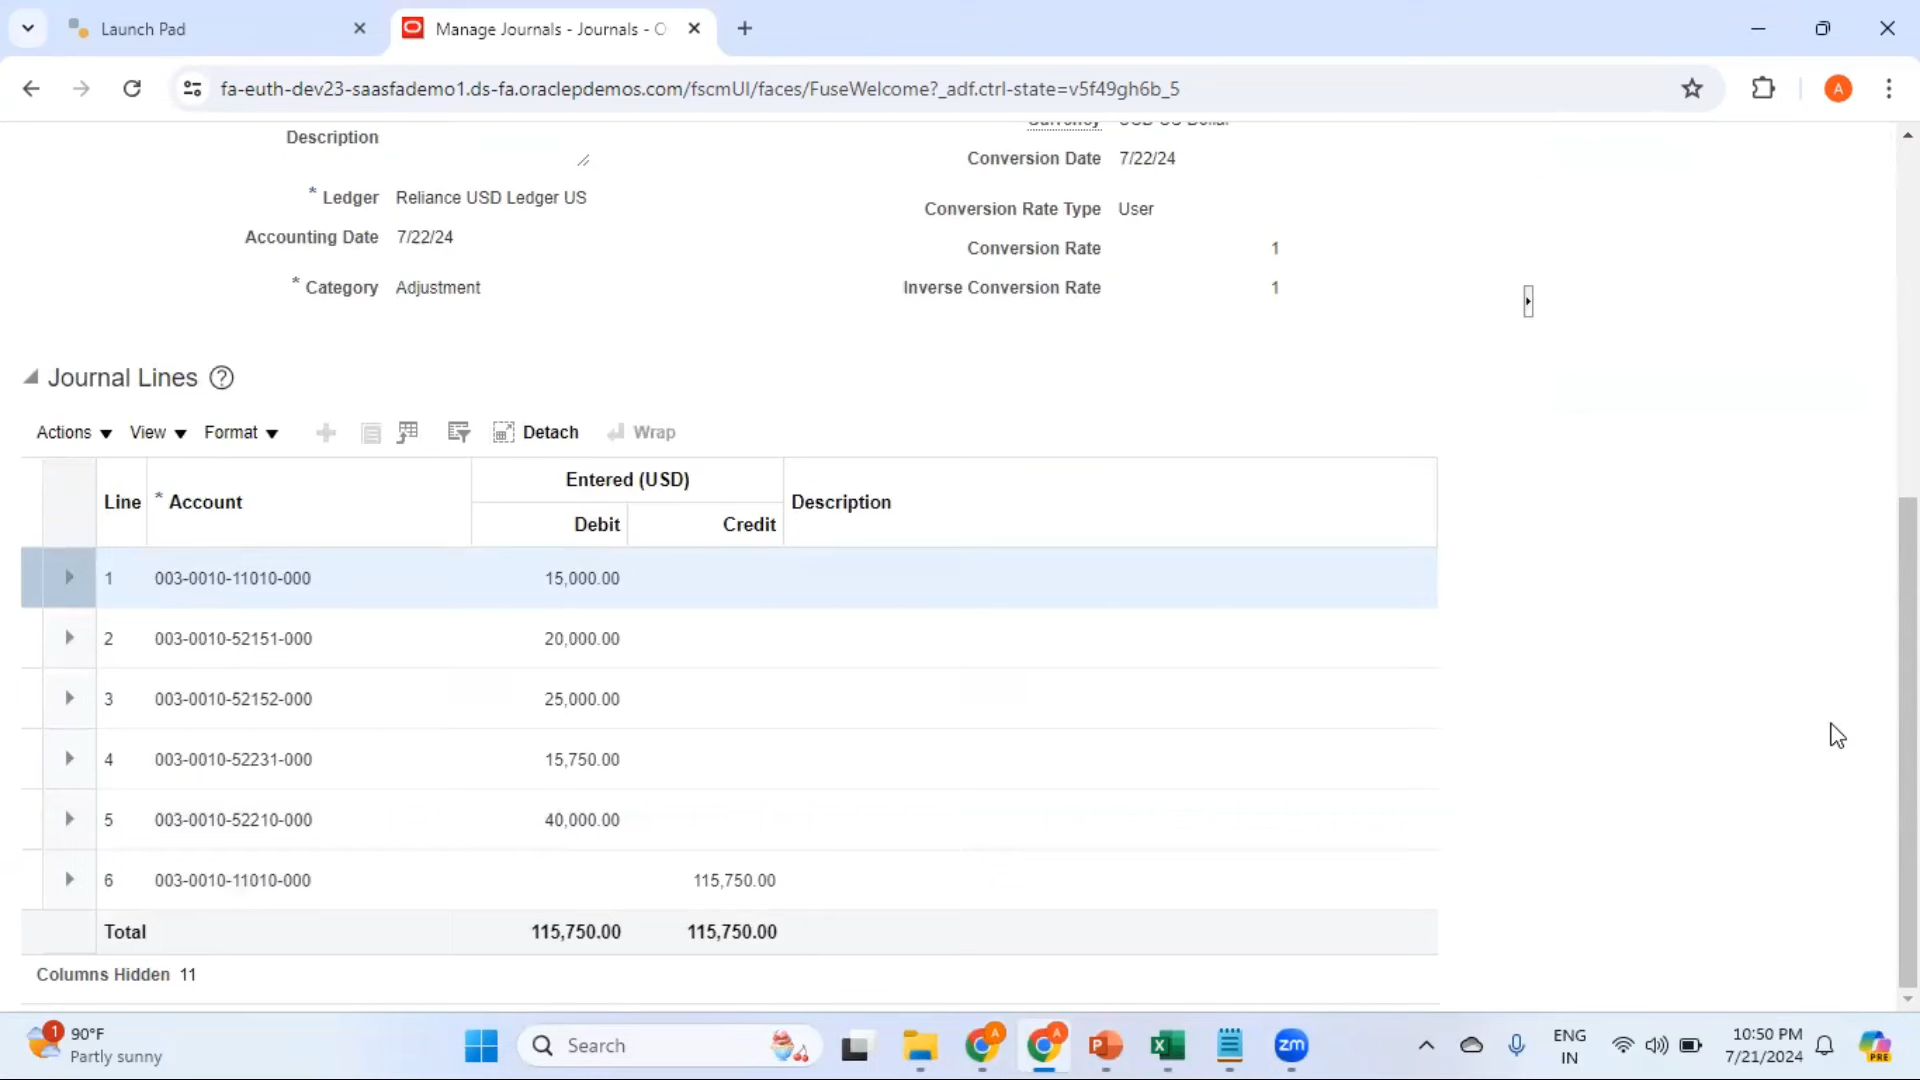 Launch Pad
Manage Journals - Journals - O
fa-euth-dev23-saasfademo1.ds-fa.oraclepdemos.com/fscmUI/faces/FuseWelcome?_adf.ctrl-state=v5f49gh6b_5
A
Currency USD US Dollar
Description
Conversion Date 7/22/24
* Ledger Reliance USD Ledger US
Conversion Rate Type User
Accounting Date 7/22/24
Conversion Rate 1
* Category Adjustment
Inverse Conversion Rate 1
Journal Lines ?
Actions View Format Detach Wrap
Line * Account Entered (USD) Description
Debit Credit
1 003-0010-11010-000 15,000.00
2 003-0010-52151-000 20,000.00
3 003-0010-52152-000 25,000.00
4 003-0010-52231-000 15,750.00
5 003-0010-52210-000 40,000.00
6 003-0010-11010-000 115,750.00
Total 115,750.00 115,750.00
Columns Hidden 11
1 90°F
Partly sunny
Search
A A P X zm
ENG
IN
10:50 PM
7/21/2024
PRE